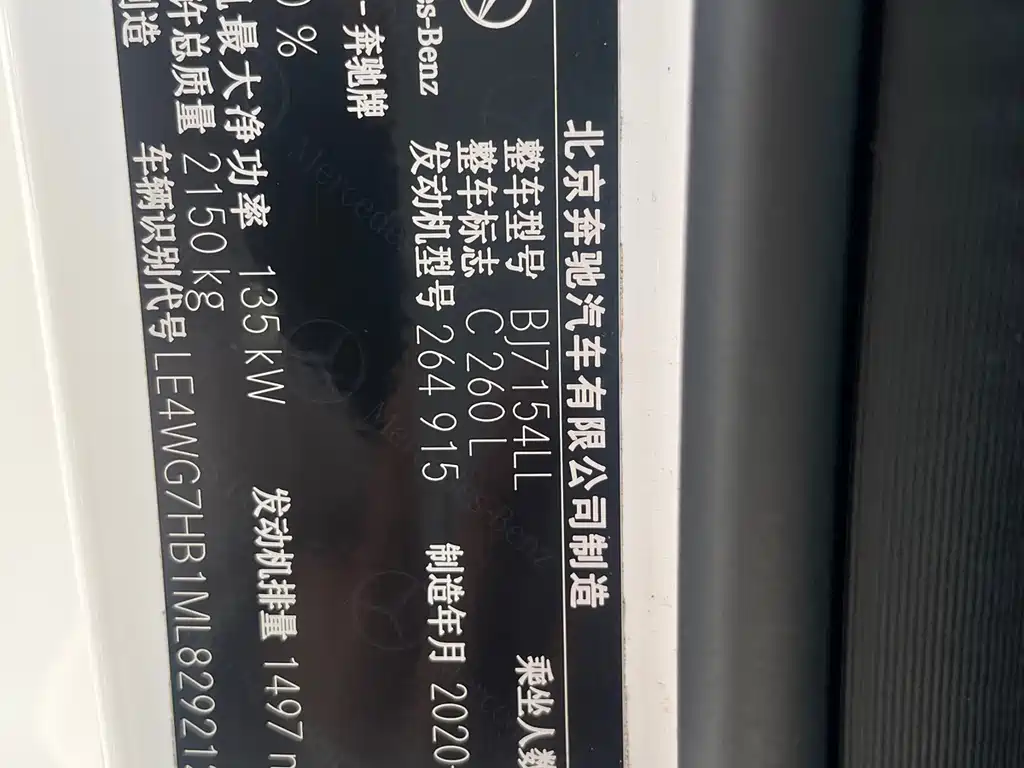 北京奔驰汽车有限公司制造
整车型号 BJ7154LL 乘坐人数
整车标志 C 260 L
-Benz 发动机型号 264 915 制造年月 2020
奔驰牌
%
最大净功率 135 kW 发动机排量 1497
许总质量 2150 kg
制造 车辆识别代号 LE4WG7HB1ML82921
Mercedes-Benz